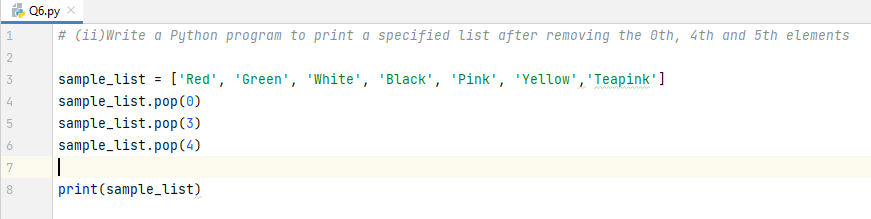 Q6.py
1 # (ii)Write a Python program to print a specified list after removing the 0th, 4th and 5th elements
2
3 sample_list = ['Red', 'Green', 'White', 'Black', 'Pink', 'Yellow','Teapink']
4 sample_list.pop(0)
5 sample_list.pop(3)
6 sample_list.pop(4)
7
8 print(sample_list)